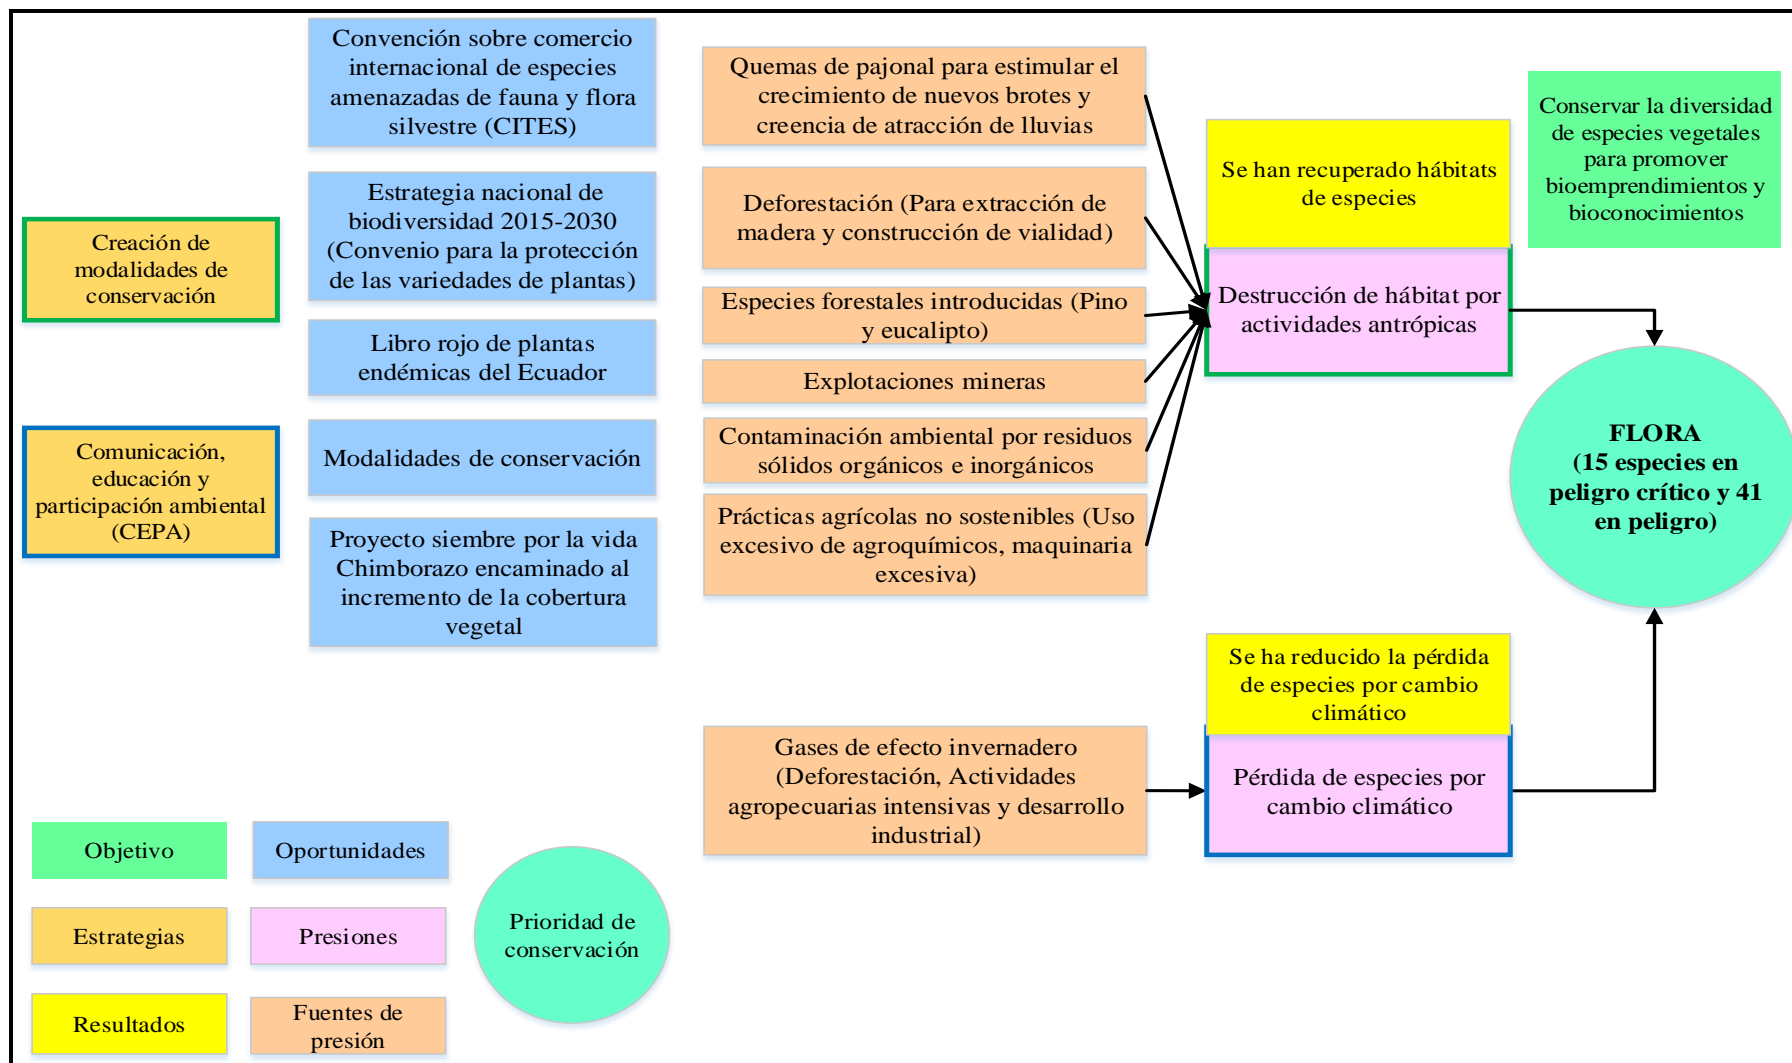 Convención sobre comercio
internacional de especies
amenazadas de fauna y flora
silvestre (CITES)
Estrategia nacional de
biodiversidad 2015-2030
(Convenio para la protección
de las variedades de plantas)
Creación de
modalidades de
conservación
Libro rojo de plantas
endémicas del Ecuador
Comunicación,
educación y
participación ambiental
(CEPA)
Modalidades de conservación
Proyecto siembre por la vida
Chimborazo encaminado al
incremento de la cobertura
vegetal
Quemas de pajonal para estimular el
crecimiento de nuevos brotes y
creencia de atracción de lluvias
Deforestación (Para extracción de
madera y construcción de vialidad)
Especies forestales introducidas (Pino
y eucalipto)
Explotaciones mineras
Contaminación ambiental por residuos
sólidos orgánicos e inorgánicos
Prácticas agrícolas no sostenibles (Uso
excesivo de agroquímicos, maquinaria
excesiva)
Gases de efecto invernadero
(Deforestación, Actividades
agropecuarias intensivas y desarrollo
industrial)
Se han recuperado hábitats
de especies
Destrucción de hábitat por
actividades antrópicas
Se ha reducido la pérdida
de especies por cambio
climático
Pérdida de especies por
cambio climático
Conservar la diversidad
de especies vegetales
para promover
bioemprendimientos y
bioconocimientos
FLORA
(15 especies en
peligro crítico y 41
en peligro)
Objetivo
Oportunidades
Estrategias
Presiones
Resultados
Fuentes de
presión
Prioridad de
conservación